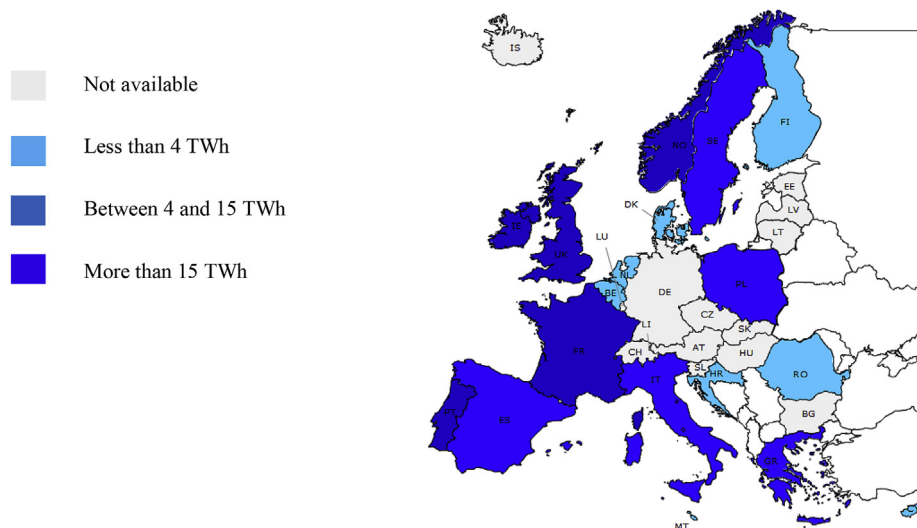 Not available
Less than 4 TWh
Between 4 and 15 TWh
More than 15 TWh
IS
NO
SE
FI
EE
LV
LT
DK
IE
UK
LU
NL
BE
DE
PL
CZ
SK
LI
CH
AT
HU
FR
SL
HR
RO
IT
BG
PT
ES
GR
MT